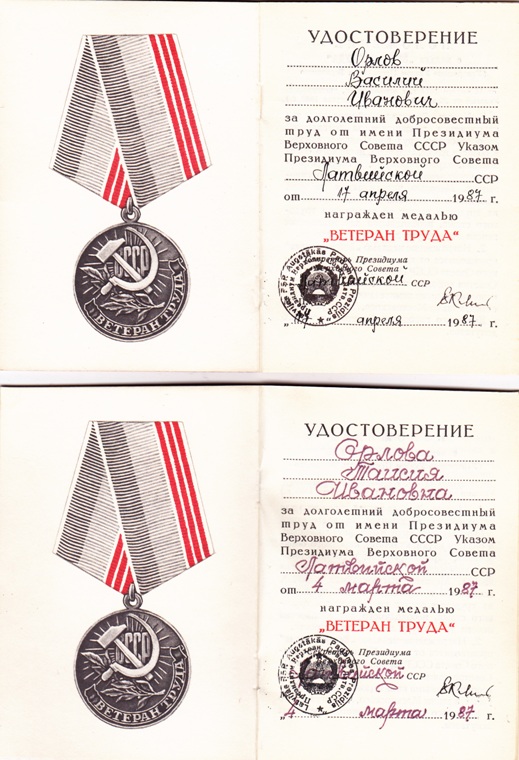 СССР
ВЕТЕРАН ТРУДА
УДОСТОВЕРЕНИЕ
Орлов
Василий
Иванович
за долголетний добросовестный
труд от имени Президиума
Верховного Совета СССР Указом
Президиума Верховного Совета
Латвийской ССР
от 17 апреля 1987 г.
награжден медалью
„ВЕТЕРАН ТРУДА“
Президиума
Верховного Совета
Латвийской ССР
апреля 1987 г.
СССР
ВЕТЕРАН ТРУДА
УДОСТОВЕРЕНИЕ
Орлова
Таисия
Ивановна
за долголетний добросовестный
труд от имени Президиума
Верховного Совета СССР Указом
Президиума Верховного Совета
Латвийской ССР
от 4 марта 1987 г.
награжден медалью
„ВЕТЕРАН ТРУДА“
Президиума
Верховного Совета
Латвийской ССР
„4 марта 1987 г.